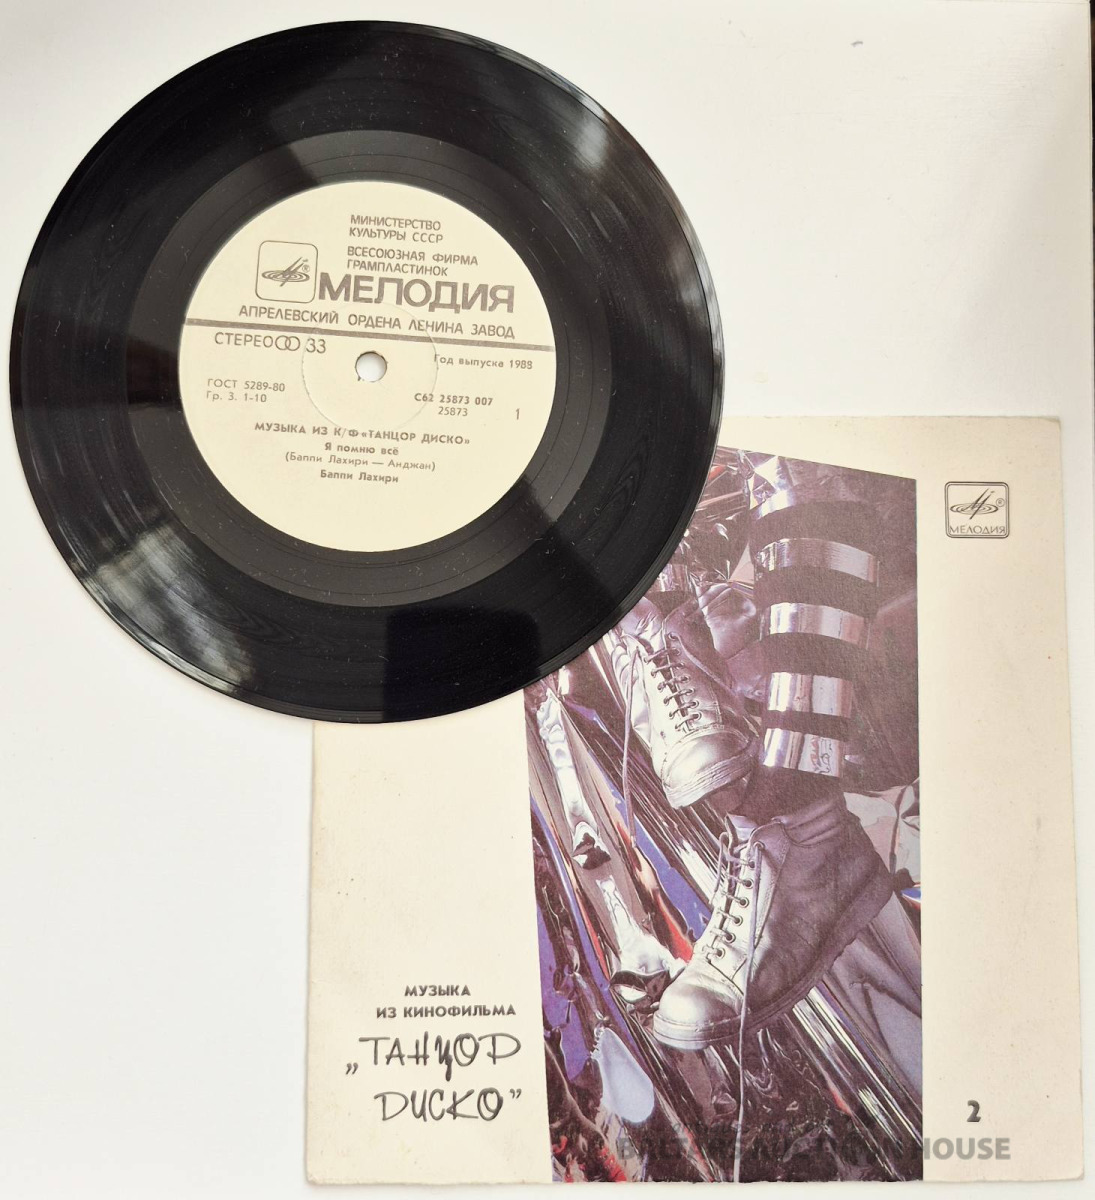 МИНИСТЕРСТВО
КУЛЬТУРЫ СССР
ВСЕСОЮЗНАЯ ФИРМА
ГРАМПЛАСТИНОК
®
МЕЛОДИЯ
АПРЕЛЕВСКИЙ ОРДЕНА ЛЕНИНА ЗАВОД
СТЕРЕО 33
Год выпуска 1988
ГОСТ 5289-80
Гр. 3. 1-10
С62 25873 007
25873
1
МУЗЫКА ИЗ К/Ф «ТАНЦОР ДИСКО»
Я помню всё
(Баппи Лахири — Анджан)
Баппи Лахири
®
МЕЛОДИЯ
МУЗЫКА
ИЗ КИНОФИЛЬМА
„ТАНЦОР
ДИСКО”
2
HOUSE